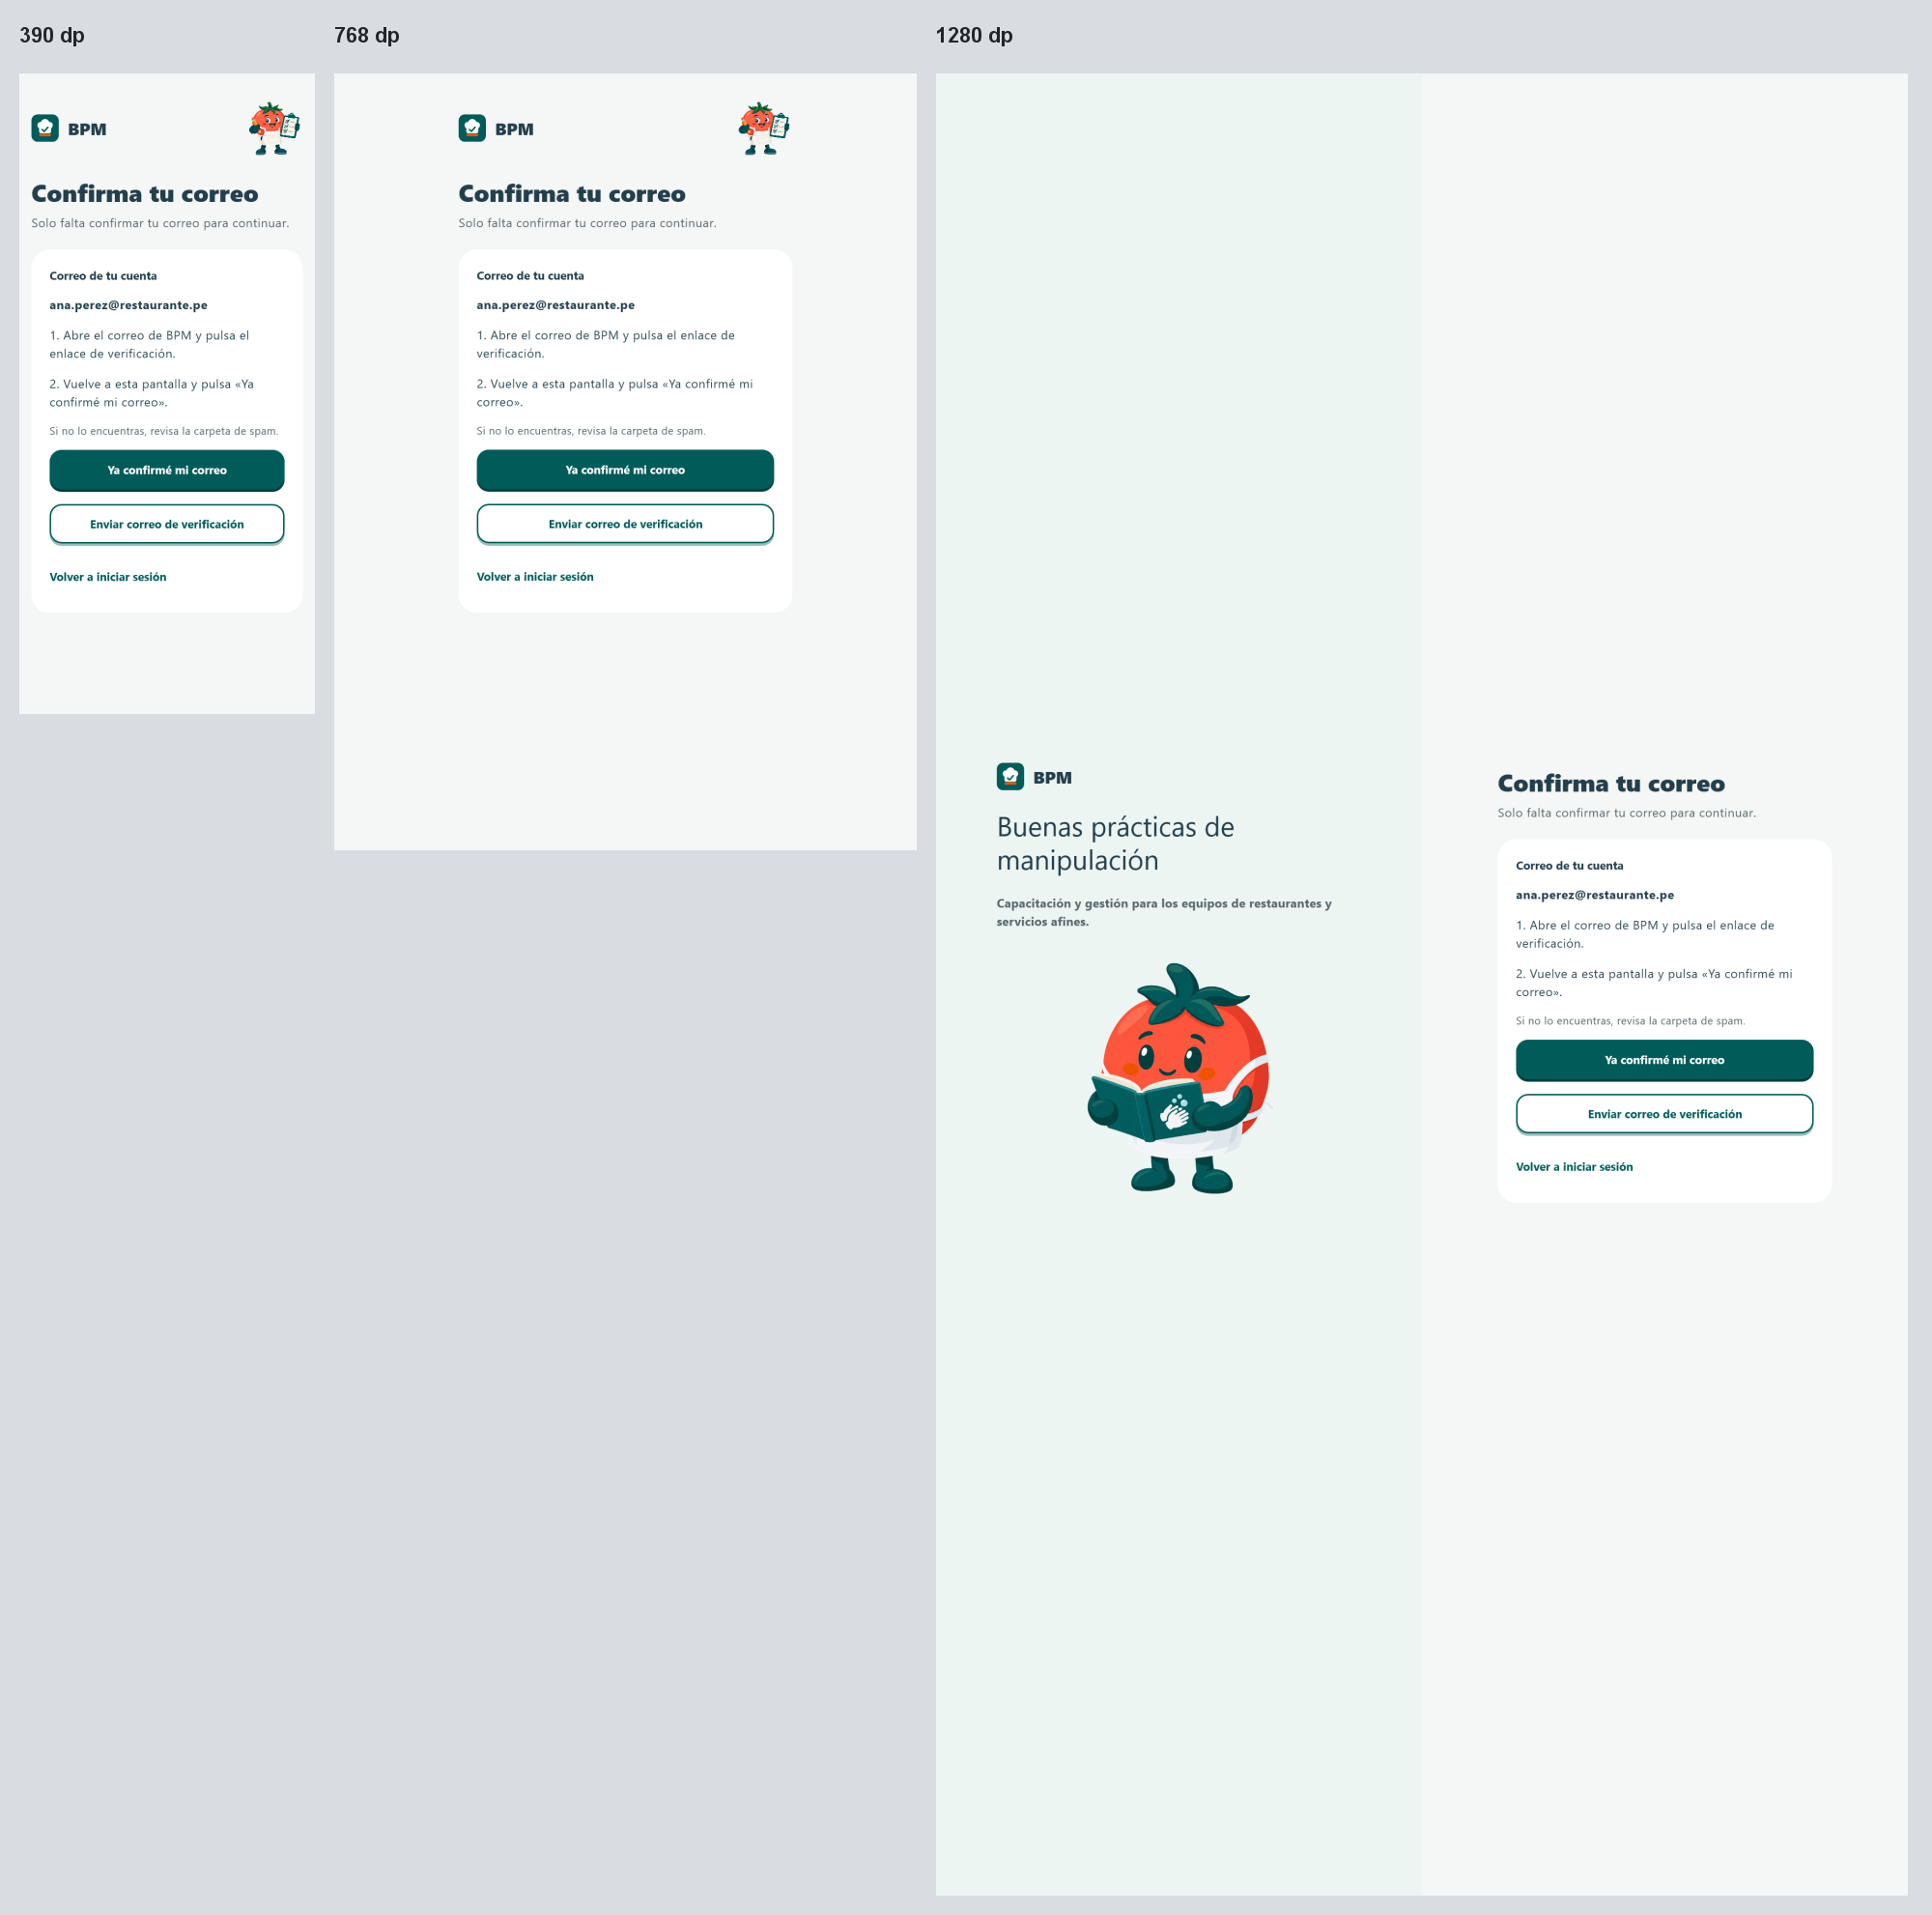 390 dp
BPM
Confirma tu correo
Solo falta confirmar tu correo para continuar.
Correo de tu cuenta
ana.perez@restaurante.pe
1. Abre el correo de BPM y pulsa el
enlace de verificación.
2. Vuelve a esta pantalla y pulsa «Ya
confirmé mi correo».
Si no lo encuentras, revisa la carpeta de spam.
Ya confirmé mi correo
Enviar correo de verificación
Volver a iniciar sesión
768 dp
BPM
Confirma tu correo
Solo falta confirmar tu correo para continuar.
Correo de tu cuenta
ana.perez@restaurante.pe
1. Abre el correo de BPM y pulsa el enlace de
verificación.
2. Vuelve a esta pantalla y pulsa «Ya confirmé mi
correo».
Si no lo encuentras, revisa la carpeta de spam.
Ya confirmé mi correo
Enviar correo de verificación
Volver a iniciar sesión
1280 dp
BPM
Buenas prácticas de
manipulación
Capacitación y gestión para los equipos de restaurantes y
servicios afines.
Confirma tu correo
Solo falta confirmar tu correo para continuar.
Correo de tu cuenta
ana.perez@restaurante.pe
1. Abre el correo de BPM y pulsa el enlace de
verificación.
2. Vuelve a esta pantalla y pulsa «Ya confirmé mi
correo».
Si no lo encuentras, revisa la carpeta de spam.
Ya confirmé mi correo
Enviar correo de verificación
Volver a iniciar sesión